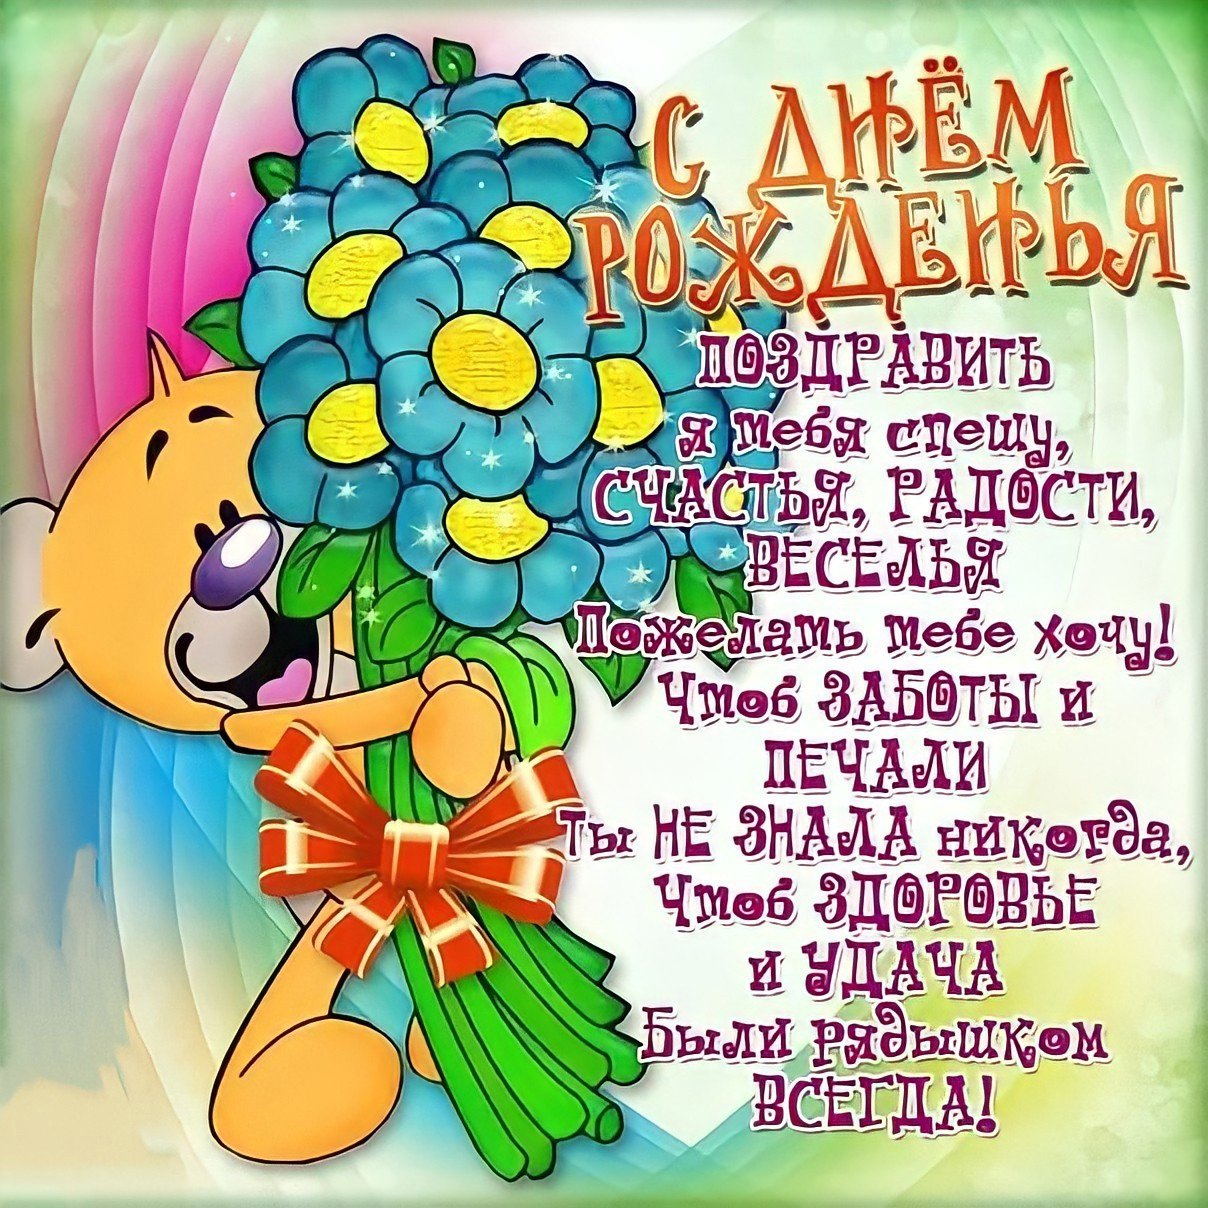 С ДНЁМ
РОЖДЕНЬЯ
ПОЗДРАВИТЬ
я тебя спешу,
СЧАСТЬЯ, РАДОСТИ,
ВЕСЕЛЬЯ
Пожелать тебе хочу!
Чтоб ЗАБОТЫ и
ПЕЧАЛИ
Ты НЕ ЗНАЛА никогда,
Чтоб ЗДОРОВЬЕ
и УДАЧА
Были рядышком
ВСЕГДА!